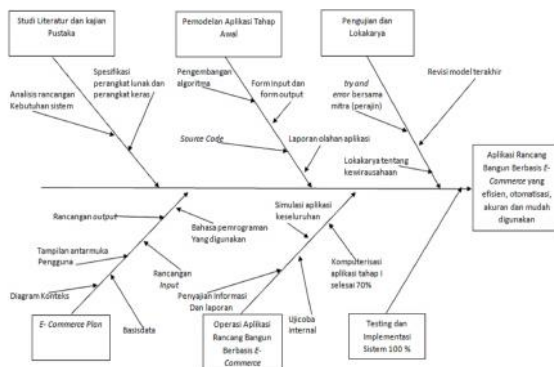 Studi Literatur dan kajian
Pustaka
Pemodelan Aplikasi Tahap
Awal
Pengujian dan
Lokakarya
Spesifikasi
perangkat lunak dan
perangkat keras
Analisis rancangan
Kebutuhan sistem
Pengembangan
algoritma
Form Input dan
form output
Source Code
Laporan olahan aplikasi
try and
error bersama
mitra (perajin)
Revisi model terakhir
Lokakarya tentang
kewirausahaan
Aplikasi Rancang
Bangun Berbasis E-
Commerce yang
efisien, otomatisasi,
akuran dan mudah
digunakan
Rancangan output
Bahasa pemrograman
Yang digunakan
Tampilan antarmuka
Pengguna
Rancangan
Input
Diagram Konteks
Basisdata
E- Commerce Plan
Simulasi aplikasi
keseluruhan
Komputerisasi
aplikasi tahap I
selesai 70%
Penyajian Informasi
Dan laporan
Ujicoba
internal
Operasi Aplikasi
Rancang Bangun
Berbasis E-
Commerce
Testing dan
Implementasi
Sistem 100 %